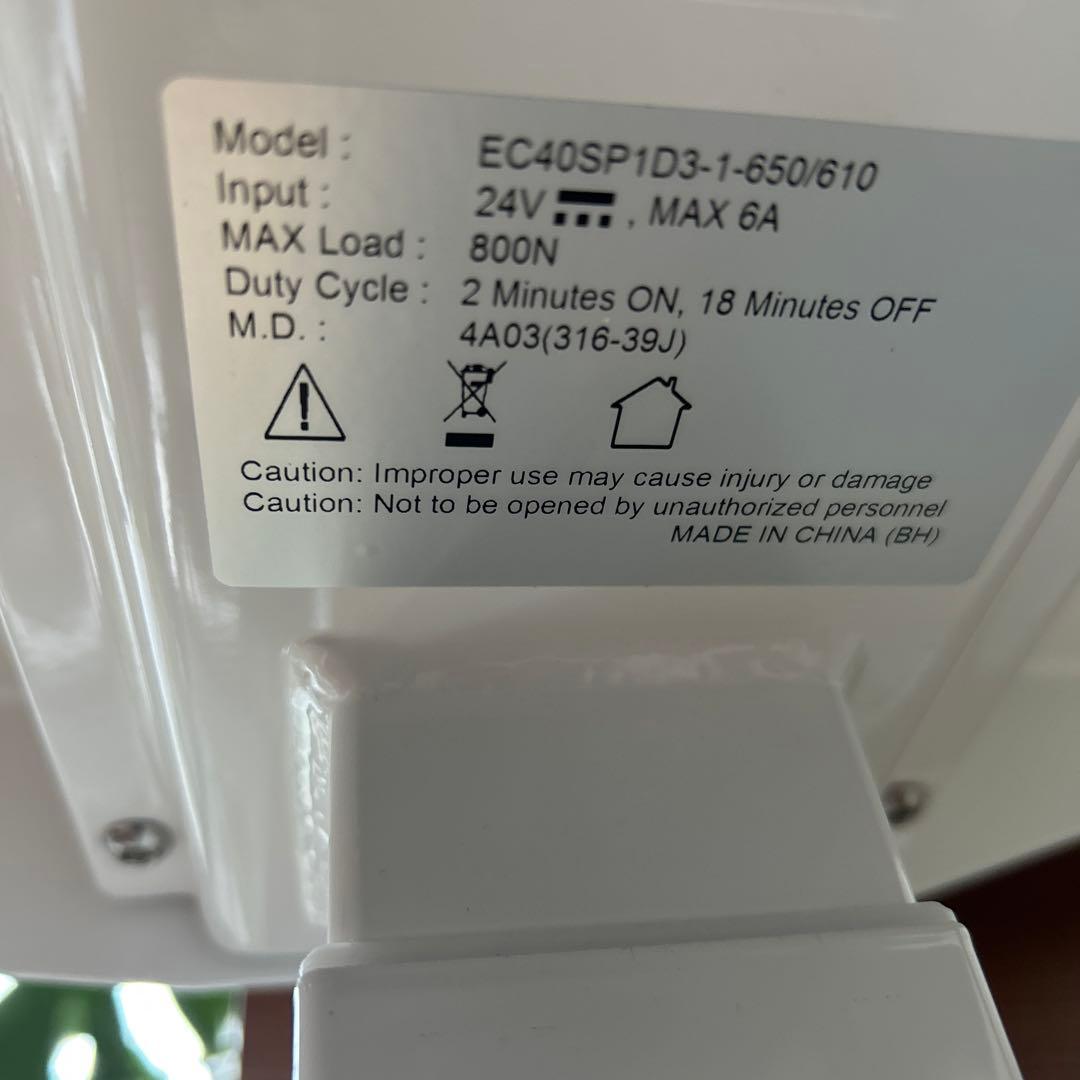 Model : EC40SP1D3-1-650/610
Input : 24V ⎓ , MAX 6A
MAX Load : 800N
Duty Cycle : 2 Minutes ON, 18 Minutes OFF
M.D. : 4A03(316-39J)
Caution: Improper use may cause injury or damage
Caution: Not to be opened by unauthorized personnel
MADE IN CHINA (BH)